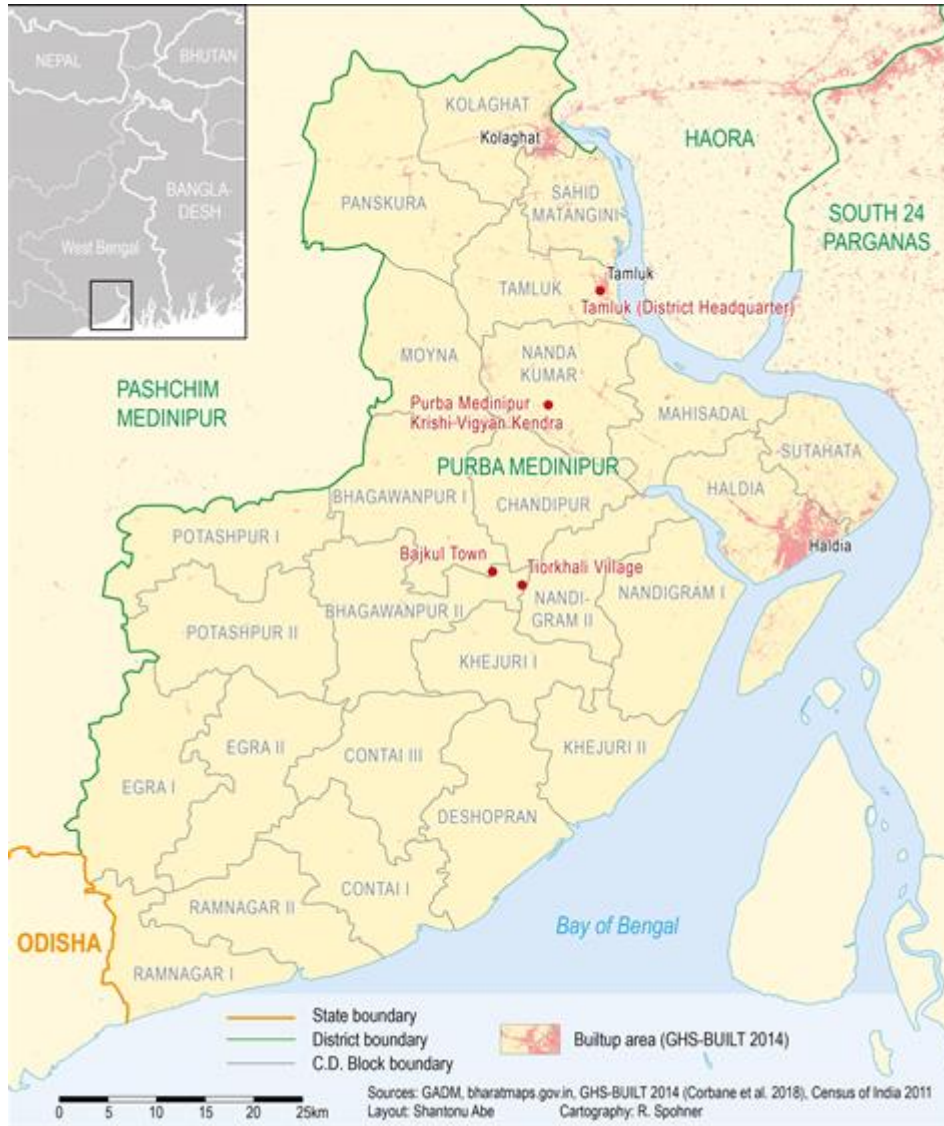 NEPAL
BHUTAN
BANGLA-
DESH
West Bengal
KOLAGHAT
Kolaghat
HAORA
PANSKURA
SAHID
MATANGINI
SOUTH 24
PARGANAS
TAMLUK
Tamluk
Tamluk (District Headquarter)
MOYNA
NANDA
KUMAR
PASHCHIM
MEDINIPUR
Purba Medinipur
Krishi Vigyan Kendra
MAHISADAL
SUTAHATA
PURBA MEDINIPUR
HALDIA
BHAGAWANPUR I
CHANDIPUR
POTASHPUR I
Haldia
Bajkul Town
Tiorkhali Village
NANDIGRAM I
BHAGAWANPUR II
NANDI-
GRAM II
POTASHPUR II
KHEJURI I
EGRA II
CONTAI III
KHEJURI II
EGRA I
DESHOPRAN
CONTAI I
RAMNAGAR II
Bay of Bengal
ODISHA
RAMNAGAR I
State boundary
District boundary
C.D. Block boundary
Builtup area (GHS-BUILT 2014)
0 5 10 15 20 25km
Sources: GADM, bharatmaps.gov.in, GHS-BUILT 2014 (Corbane et al. 2018), Census of India 2011
Layout: Shantonu Abe Cartography: R. Spohner